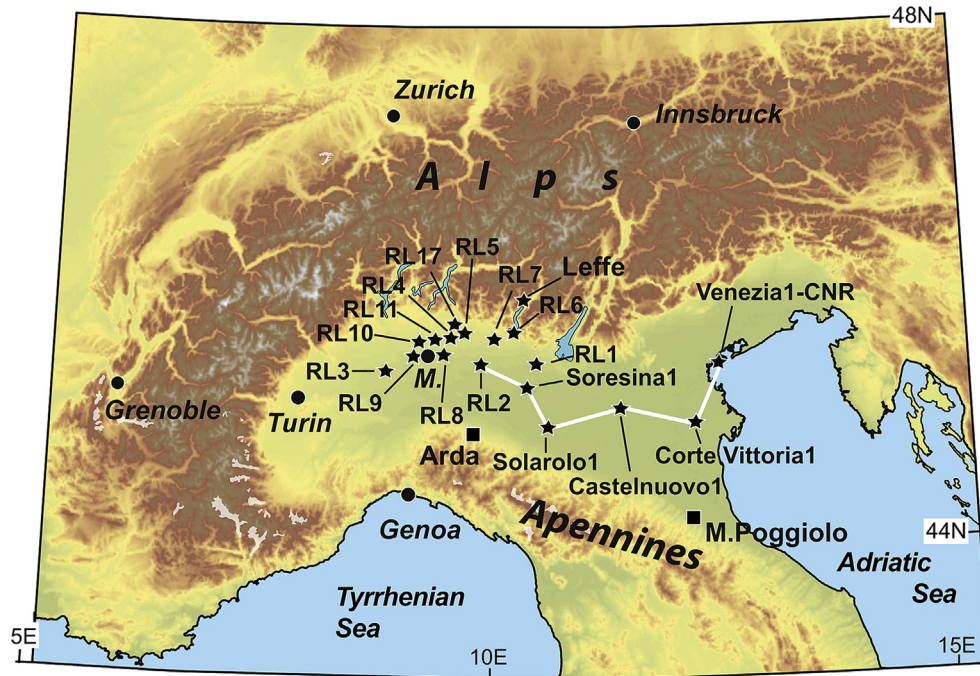 48N
Zurich
Innsbruck
Alps
RL17
RL5
RL4
RL7
Leffe
RL11
RL6
Venezia1-CNR
RL10
RL3
M.
RL1
Soresina1
RL9
RL8
RL2
Grenoble
Turin
Arda
Solarolo1
Corte Vittoria1
Castelnuovo1
Genoa
Apennines
M.Poggiolo
44N
Adriatic
Sea
Tyrrhenian
Sea
5E
10E
15E